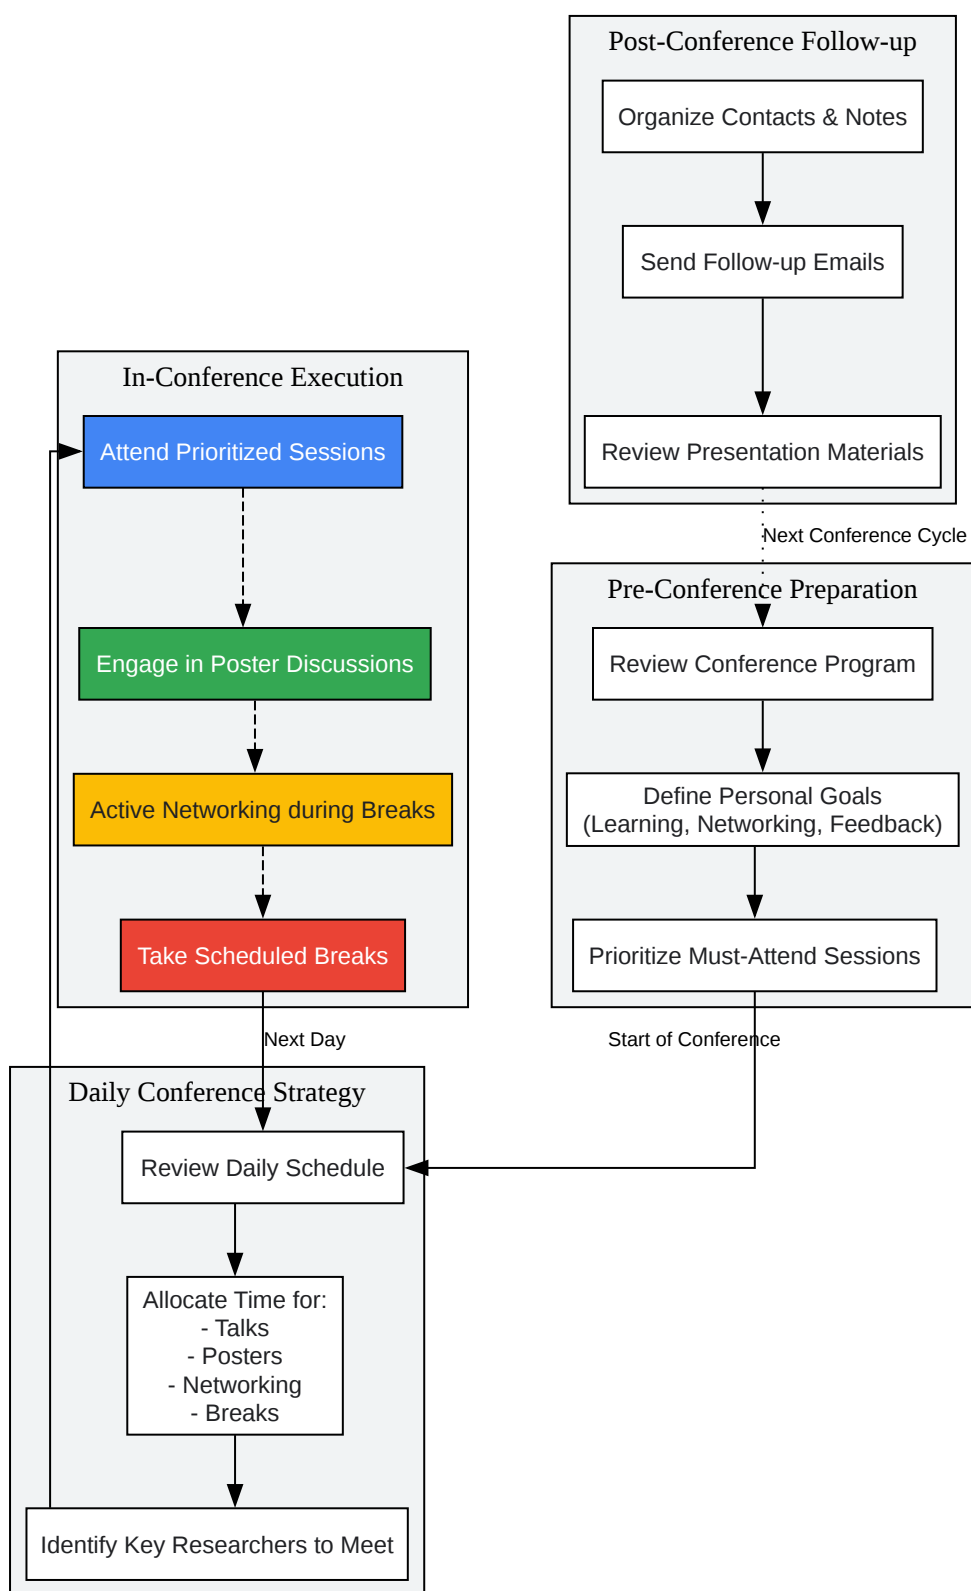 Post-Conference Follow-up
Organize Contacts & Notes
Send Follow-up Emails
Review Presentation Materials
Next Conference Cycle
In-Conference Execution
Attend Prioritized Sessions
Engage in Poster Discussions
Active Networking during Breaks
Take Scheduled Breaks
Next Day
Pre-Conference Preparation
Review Conference Program
Define Personal Goals
(Learning, Networking, Feedback)
Prioritize Must-Attend Sessions
Start of Conference
Daily Conference Strategy
Review Daily Schedule
Allocate Time for:
- Talks
- Posters
- Networking
- Breaks
Identify Key Researchers to Meet